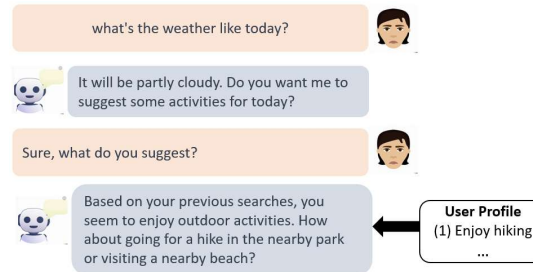 what's the weather like today?
It will be partly cloudy. Do you want me to
suggest some activities for today?
Sure, what do you suggest?
Based on your previous searches, you
seem to enjoy outdoor activities. How
about going for a hike in the nearby park
or visiting a nearby beach?
User Profile
(1) Enjoy hiking
...